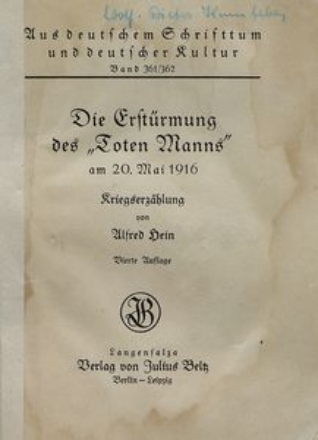 Aus deutschem Schrifttum
und deutscher Kultur
Band 361/362
Die Erstürmung
des „Toten Manns"
am 20. Mai 1916
Kriegserzählung
von
Alfred Hein
Vierte Auflage
JB
Langensalza
Verlag von Julius Beltz
Berlin—Leipzig